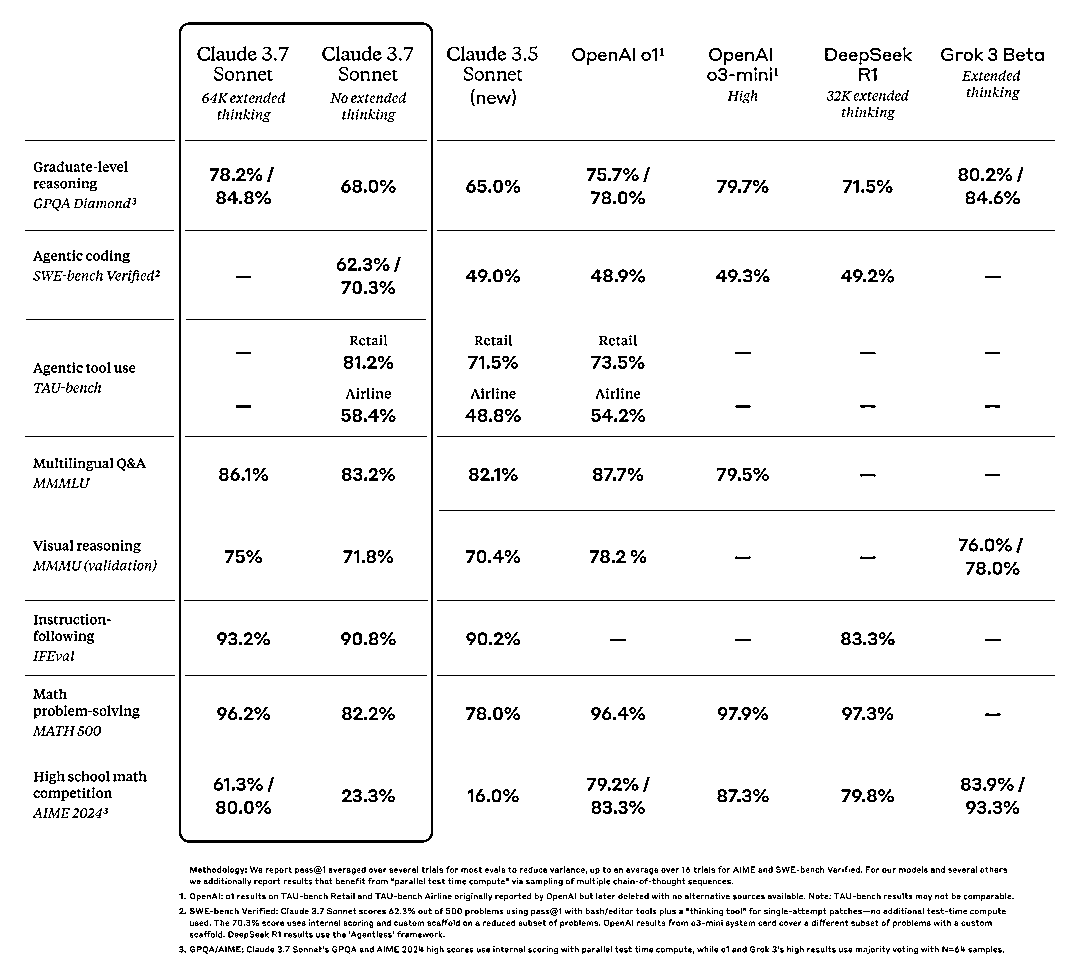 Claude 3.7 Sonnet 64K extended thinking
Claude 3.7 Sonnet No extended thinking
Claude 3.5 Sonnet (new)
OpenAI o1¹
OpenAI o3-mini¹ High
DeepSeek R1 32K extended thinking
Grok 3 Beta Extended thinking
Graduate-level reasoning GPQA Diamond³
78.2% / 84.8%
68.0%
65.0%
75.7% / 78.0%
79.7%
71.5%
80.2% / 84.6%
Agentic coding SWE-bench Verified²
—
62.3% / 70.3%
49.0%
48.9%
49.3%
49.2%
—
Agentic tool use TAU-bench
—
Retail 81.2%
Retail 71.5%
Retail 73.5%
—
—
—
—
Airline 58.4%
Airline 48.8%
Airline 54.2%
—
—
—
Multilingual Q&A MMMLU
86.1%
83.2%
82.1%
87.7%
79.5%
—
—
Visual reasoning MMMU (validation)
75%
71.8%
70.4%
78.2 %
—
—
76.0% / 78.0%
Instruction-following IFEval
93.2%
90.8%
90.2%
—
—
83.3%
—
Math problem-solving MATH 500
96.2%
82.2%
78.0%
96.4%
97.9%
97.3%
—
High school math competition AIME 2024³
61.3% / 80.0%
23.3%
16.0%
79.2% / 83.3%
87.3%
79.8%
83.9% / 93.3%
Methodology: We report pass@1 averaged over several trials for most evals to reduce variance, up to an average over 16 trials for AIME and SWE-bench Verified. For our models and several others
we additionally report results that benefit from "parallel test time compute" via sampling of multiple chain-of-thought sequences.
1. OpenAI: o1 results on TAU-bench Retail and TAU-bench Airline originally reported by OpenAI but later deleted with no alternative sources available. Note: TAU-bench results may not be comparable.
2. SWE-bench Verified: Claude 3.7 Sonnet scores 62.3% out of 500 problems using pass@1 with bash/editor tools plus a "thinking tool" for single-attempt patches—no additional test-time compute
used. The 70.3% score uses internal scoring and custom scaffold on a reduced subset of problems. OpenAI results from o3-mini system card cover a different subset of problems with a custom
scaffold. DeepSeek R1 results use the 'Agentless' framework.
3. GPQA/AIME: Claude 3.7 Sonnet's GPQA and AIME 2024 high scores use internal scoring with parallel test time compute, while o1 and Grok 3's high results use majority voting with N=64 samples.